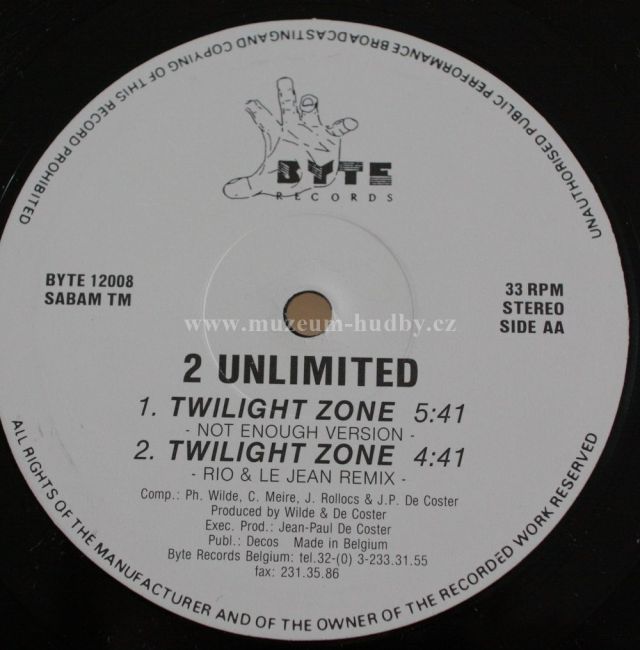 UNAUTHORISED PUBLIC PERFORMANCE BROADCASTING AND COPYING OF THIS RECORD PROHIBITED
BYTE
RECORDS
BYTE 12008
SABAM TM
33 RPM
STEREO
SIDE AA
www.muzeum-hudby.cz
2 UNLIMITED
1. TWILIGHT ZONE 5:41
- NOT ENOUGH VERSION -
2. TWILIGHT ZONE 4:41
- RIO & LE JEAN REMIX -
Comp.: Ph. Wilde, C. Meire, J. Rollocs & J.P. De Coster
Produced by Wilde & De Coster
Exec. Prod.: Jean-Paul De Coster
Publ.: Decos Made in Belgium
Byte Records Belgium: tel.32-(0) 3-233.31.55
fax: 231.35.86
ALL RIGHTS OF THE MANUFACTURER AND OF THE OWNER OF THE RECORDED WORK RESERVED